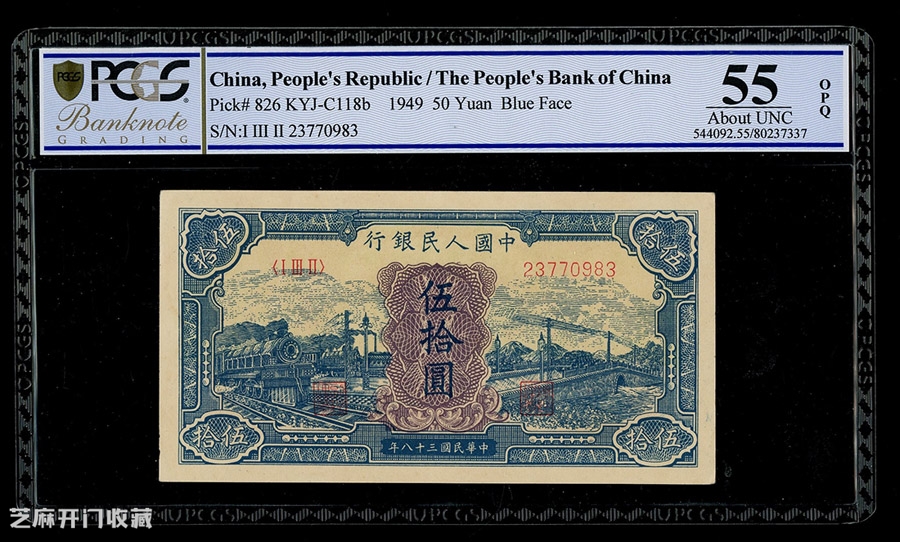 PCGS
Banknote
GRADING
China, People's Republic / The People's Bank of China
Pick# 826 KYJ-C118b 1949 50 Yuan Blue Face
S/N:I III II 23770983
55
About UNC
544092.55/80237337
OPQ
行銀民人國中
〈I III II〉 23770983
拾伍
拾伍
伍拾圓
拾伍
拾伍
年八十三國民華中
芝麻开门收藏